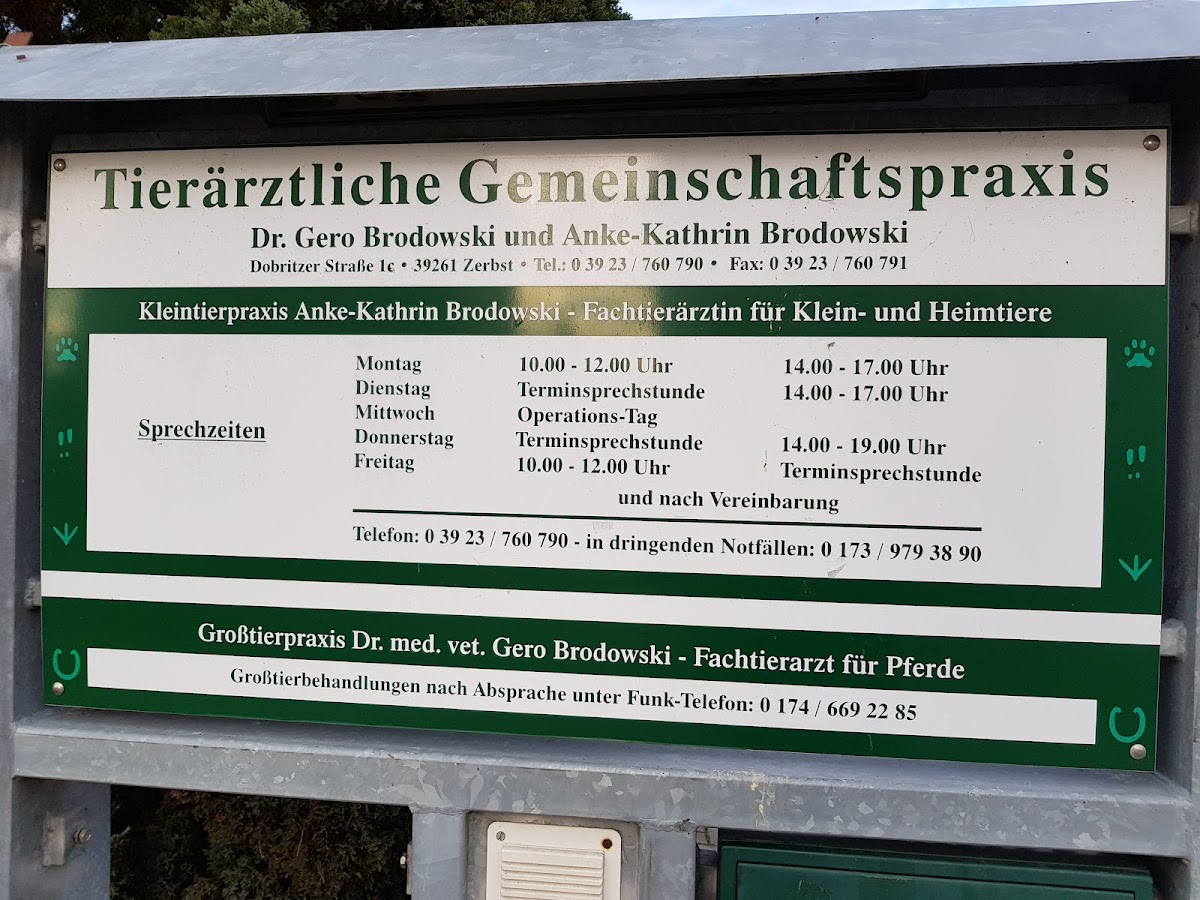 Tierärztliche Gemeinschaftspraxis
Dr. Gero Brodowski und Anke-Kathrin Brodowski
Dobritzer Straße 1c • 39261 Zerbst • Tel.: 0 39 23 / 760 790 • Fax: 0 39 23 / 760 791
Kleintierpraxis Anke-Kathrin Brodowski - Fachtierärztin für Klein- und Heimtiere
Sprechzeiten
Montag 10.00 - 12.00 Uhr 14.00 - 17.00 Uhr
Dienstag Terminsprechstunde 14.00 - 17.00 Uhr
Mittwoch Operations-Tag
Donnerstag Terminsprechstunde 14.00 - 19.00 Uhr
Freitag 10.00 - 12.00 Uhr Terminsprechstunde
und nach Vereinbarung
Telefon: 0 39 23 / 760 790 - in dringenden Notfällen: 0 173 / 979 38 90
Großtierpraxis Dr. med. vet. Gero Brodowski - Fachtierarzt für Pferde
Großtierbehandlungen nach Absprache unter Funk-Telefon: 0 174 / 669 22 85